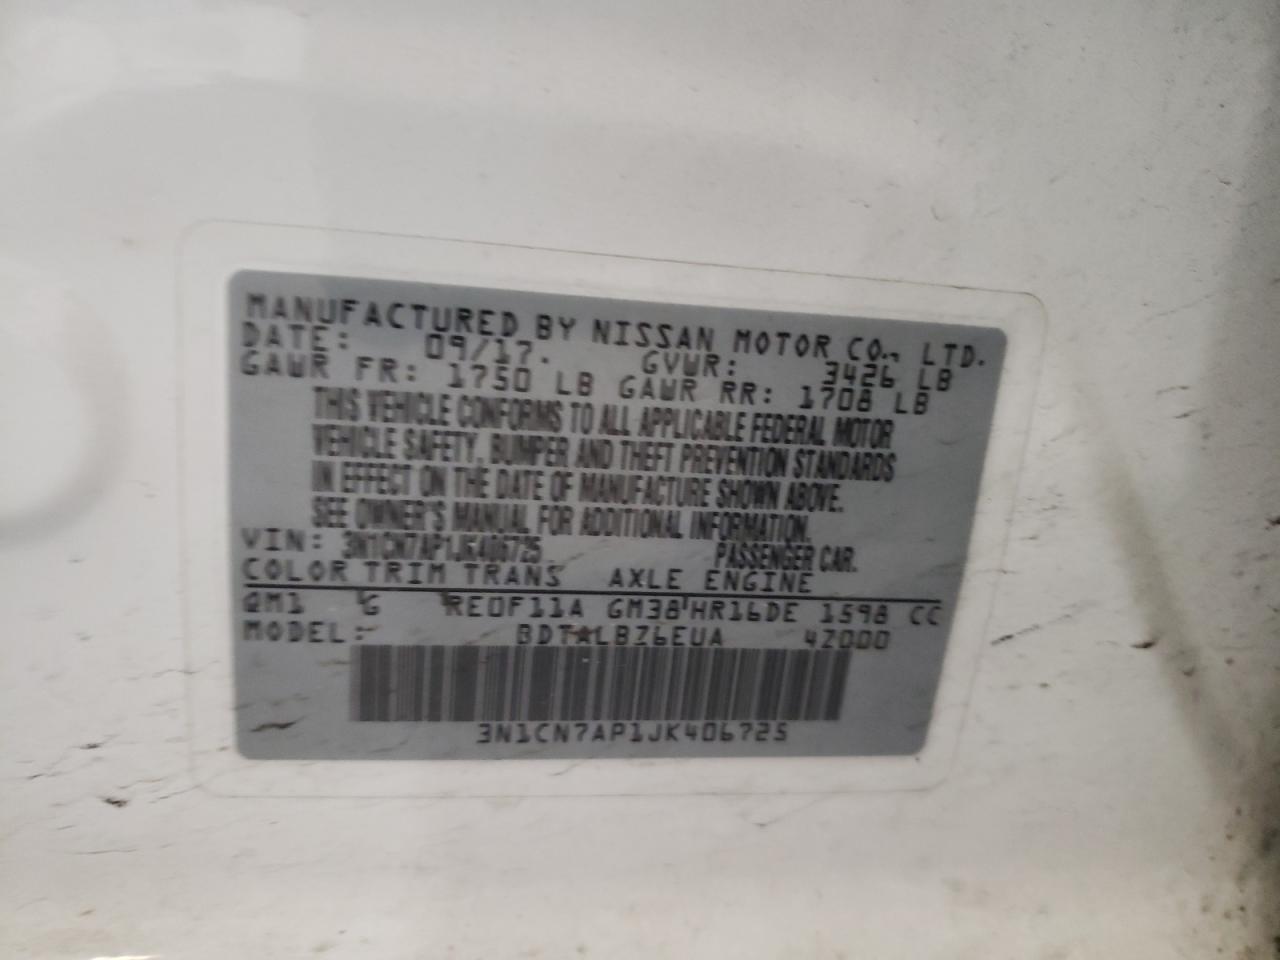 MANUFACTURED BY NISSAN MOTOR CO., LTD.
DATE: 09/17. GVWR: 3426 LB
GAWR FR: 1750 LB GAWR RR: 1708 LB
THIS VEHICLE CONFORMS TO ALL APPLICABLE FEDERAL MOTOR
VEHICLE SAFETY, BUMPER AND THEFT PREVENTION STANDARDS
IN EFFECT ON THE DATE OF MANUFACTURE SHOWN ABOVE.
SEE OWNER'S MANUAL FOR ADDITIONAL INFORMATION.
VIN: 3N1CN7AP1JK406725 PASSENGER CAR.
COLOR TRIM TRANS AXLE ENGINE
QM1 G RE0F11A GM38 HR16DE 1598 CC
MODEL: BDTALBZ6EUA 4Z000
3N1CN7AP1JK406725